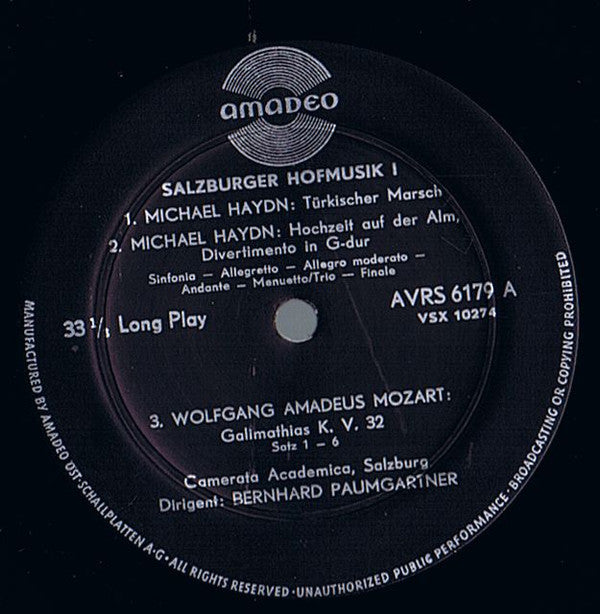 AMADEO
SALZBURGER HOFMUSIK I
1. MICHAEL HAYDN: Türkischer Marsch
2. MICHAEL HAYDN: Hochzeit auf der Alm,
Divertimento in G-dur
Sinfonia – Allegretto – Allegro moderato –
Andante – Menuetto/Trio – Finale
33 1/3 Long Play
AVRS 6179 A
VSX 10274
3. WOLFGANG AMADEUS MOZART:
Galimathias K. V. 32
Satz 1 – 6
Camerata Academica, Salzburg
Dirigent: BERNHARD PAUMGARTNER
MANUFACTURED BY AMADEO ÖST·SCHALLPLATTEN A·G· ALL RIGHTS RESERVED · UNAUTHORIZED PUBLIC PERFORMANCE · BROADCASTING OR COPYING PROHIBITED